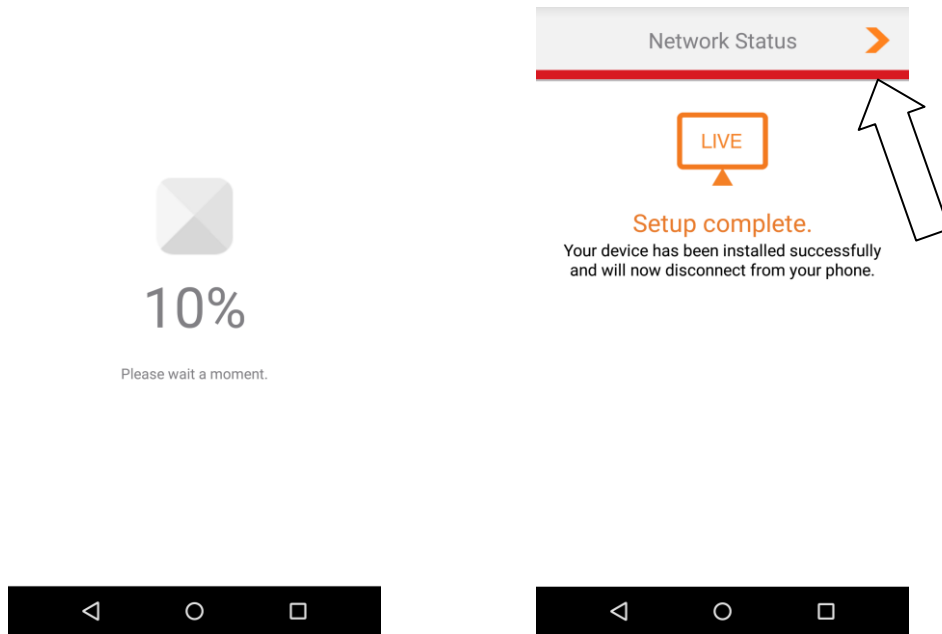 10%
Please wait a moment.
Network Status
LIVE
Setup complete.
Your device has been installed successfully
and will now disconnect from your phone.